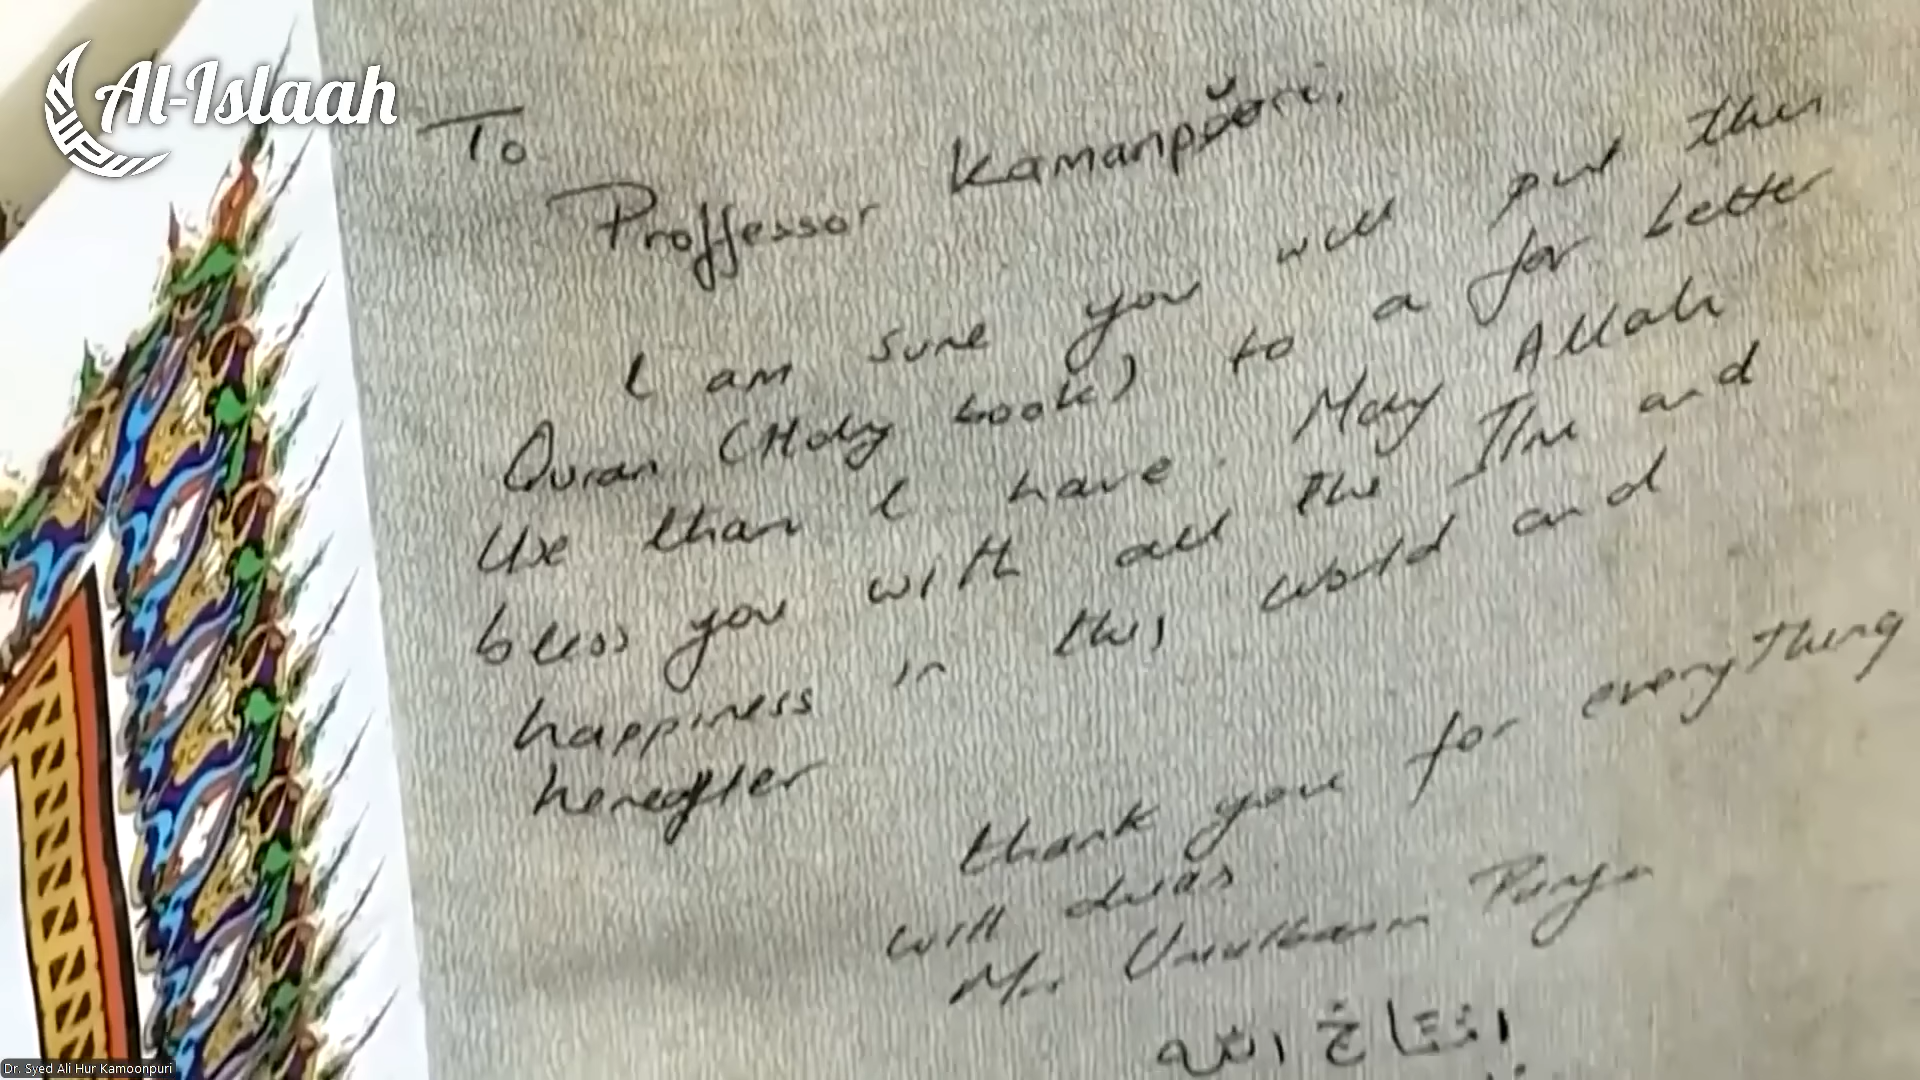 Al-Islaah
To
Proffessor Kamanpoori,
I am sure you will put this
Quran (Holy book) to a far better
Use than I have. May Allah
bless you with all the Ilm and
happiness in this world and
hereafter
thank you for everything
with duas
الله
Dr. Syed Ali Hur Kamoonpuri